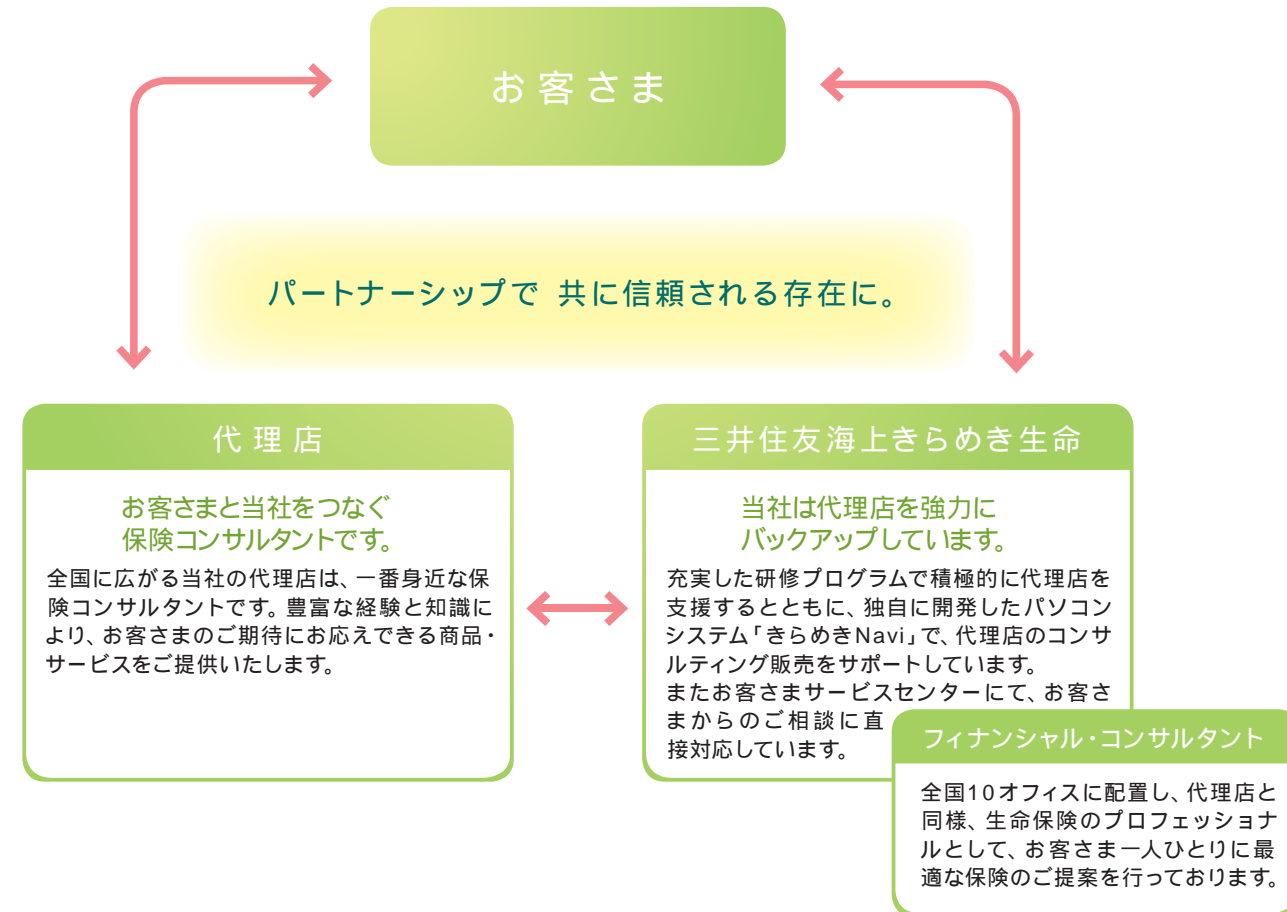 お客さま
パートナーシップで 共に信頼される存在に。
代理店
お客さまと当社をつなぐ
保険コンサルタントです。
全国に広がる当社の代理店は、一番身近な保
険コンサルタントです。豊富な経験と知識に
より、お客さまのご期待にお応えできる商品・
サービスをご提供いたします。
三井住友海上きらめき生命
当社は代理店を強力に
バックアップしています。
充実した研修プログラムで積極的に代理店を
支援するとともに、独自に開発したパソコン
システム「きらめきNavi」で、代理店のコンサ
ルティング販売をサポートしています。
またお客さまサービスセンターにて、お客さ
まからのご相談に直
接対応しています。
フィナンシャル・コンサルタント
全国10オフィスに配置し、代理店と
同様、生命保険のプロフェッショナ
ルとして、お客さま一人ひとりに最
適な保険のご提案を行っております。